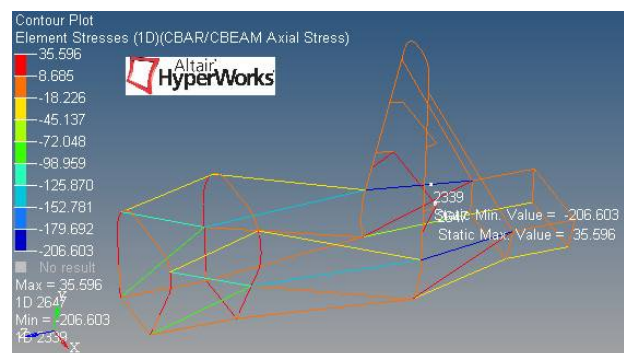 Contour Plot
Element Stresses (1D)(CBAR/CBEAM Axial Stress)
35.596
8.685
-18.226
-45.137
-72.048
-98.959
-125.870
-152.781
-179.692
-206.603
No result
Max = 35.596
1D 2647
Min = -206.603
1D 2339
Altair
HyperWorks
2339
2647
Static Min. Value = -206.603
Static Max. Value = 35.596
Y
Z
X